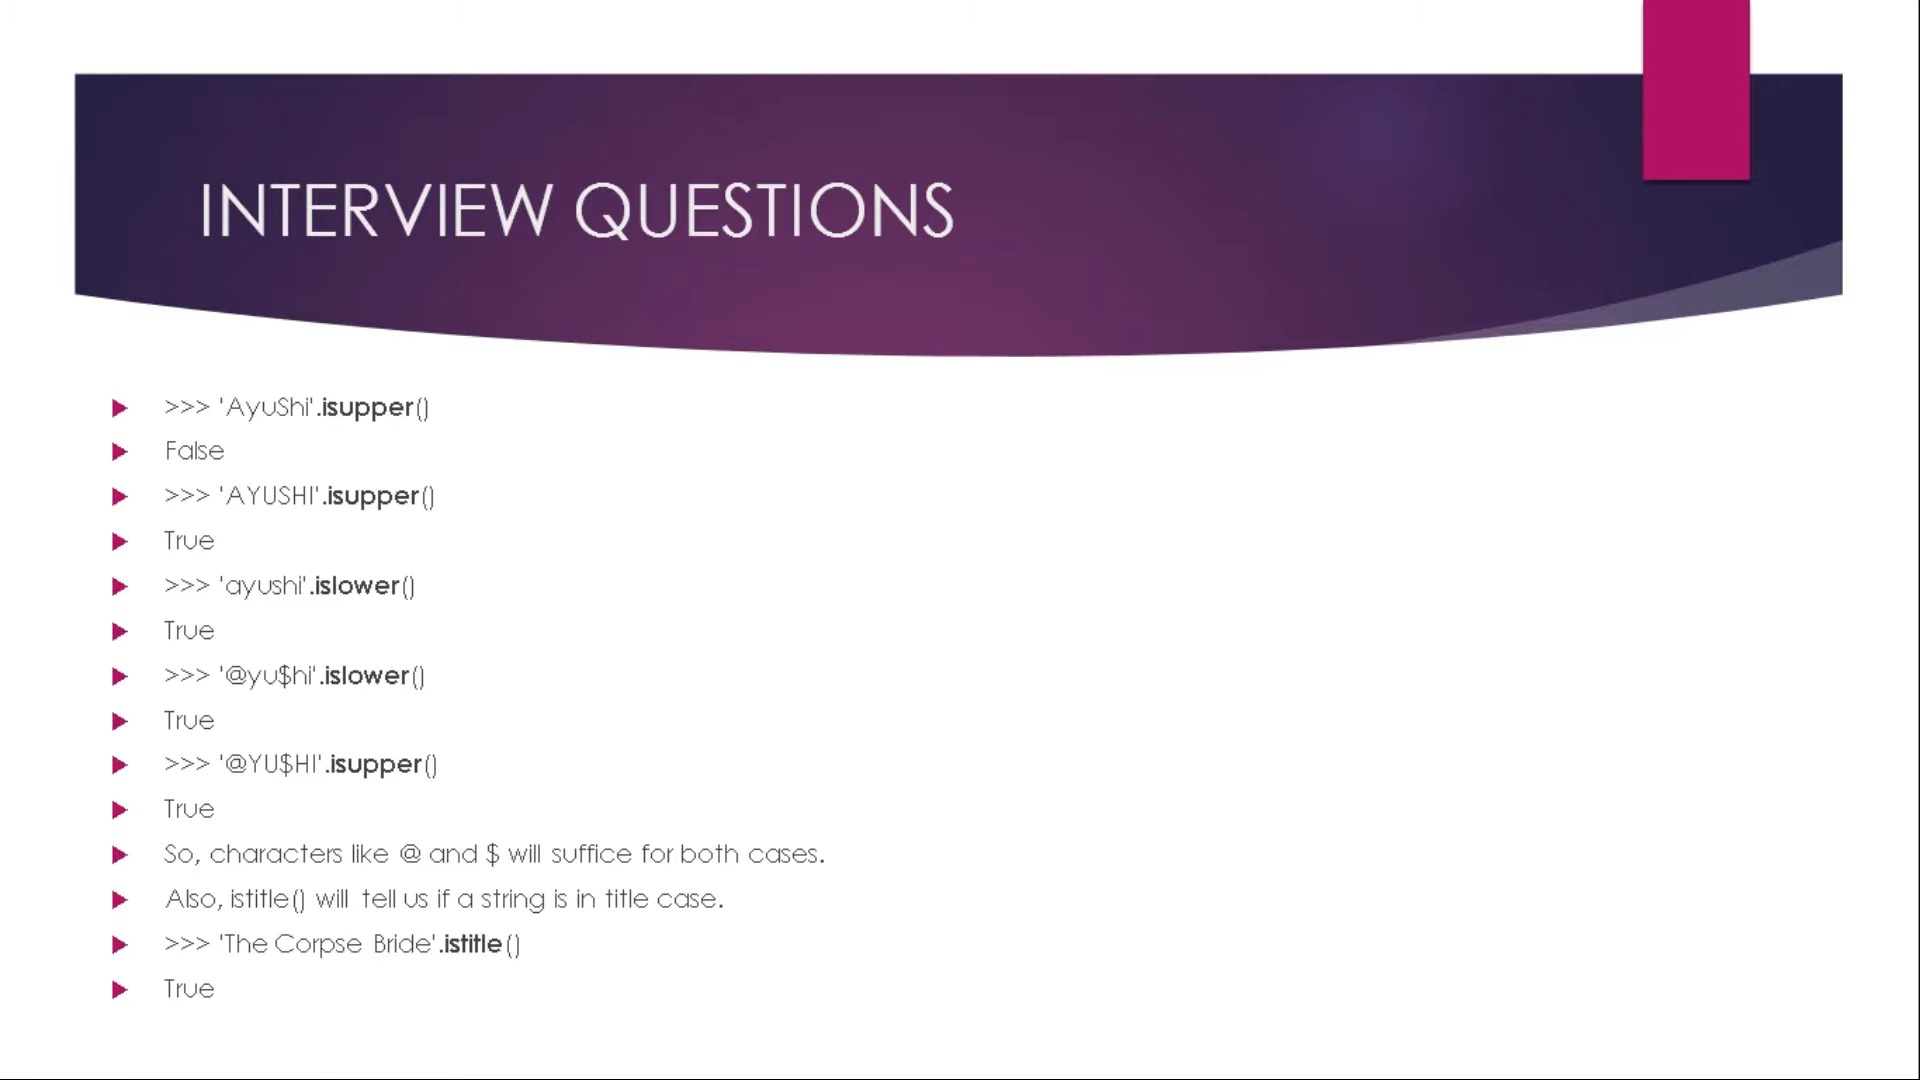 INTERVIEW QUESTIONS
>>> 'AyuShi'.isupper()
False
>>> 'AYUSHI'.isupper()
True
>>> 'ayushi'.islower()
True
>>> '@yu$hi'.islower()
True
>>> '@YU$HI'.isupper()
True
So, characters like @ and $ will suffice for both cases.
Also, istitle() will tell us if a string is in title case.
>>> 'The Corpse Bride'.istitle()
True